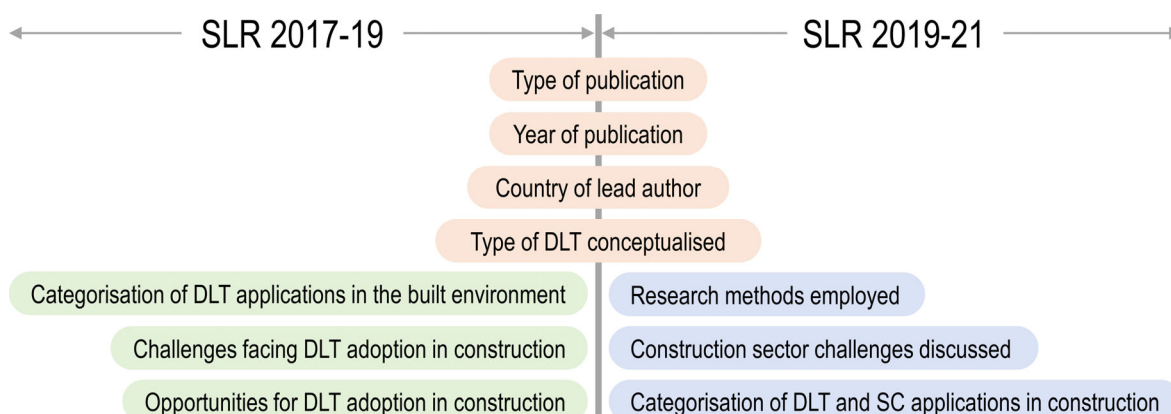 SLR 2017-19
SLR 2019-21
Type of publication
Year of publication
Country of lead author
Type of DLT conceptualised
Categorisation of DLT applications in the built environment
Research methods employed
Challenges facing DLT adoption in construction
Construction sector challenges discussed
Opportunities for DLT adoption in construction
Categorisation of DLT and SC applications in construction